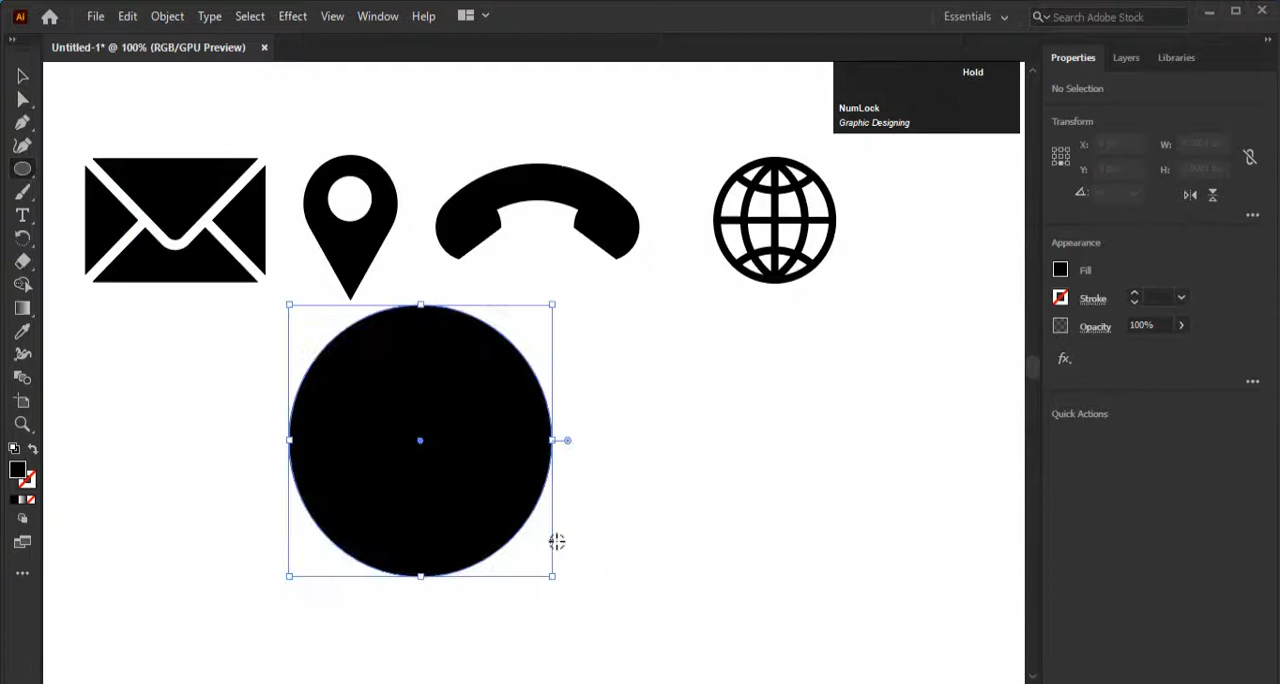 Ai File Edit Object Type Select Effect View Window Help Essentials Search Adobe Stock
Untitled-1* @ 100% (RGB/GPU Preview) ×
Properties Layers Libraries
Hold
No Selection
NumLock
Graphic Designing
Transform
X: W:
Y: H:
Appearance
Fill
Stroke
Opacity 100%
fx.
Quick Actions